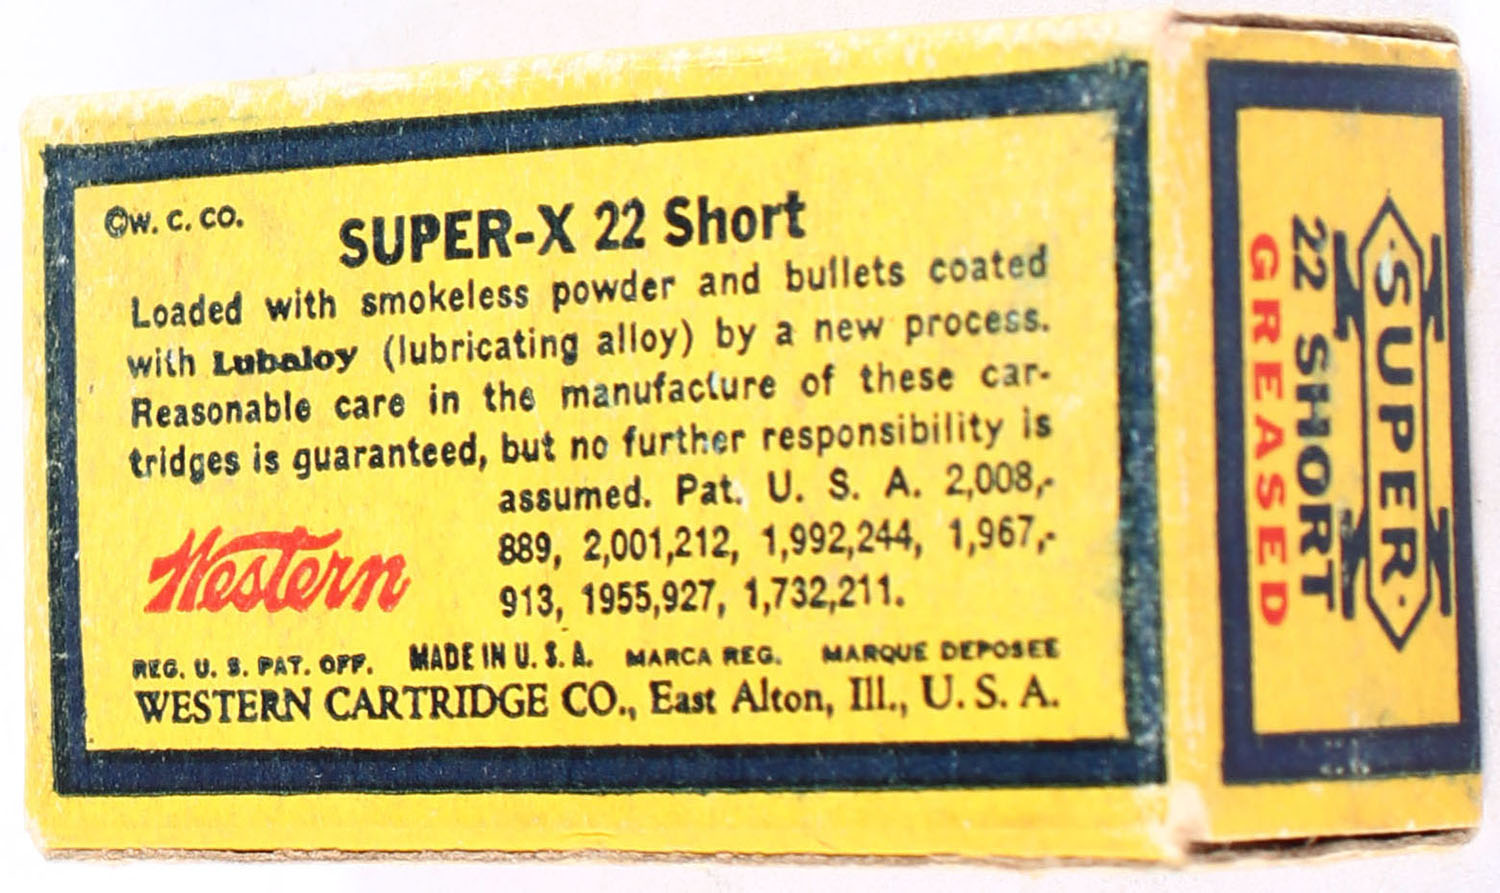 ©W. C. CO.
SUPER-X 22 Short
Loaded with smokeless powder and bullets coated
with Lubaloy (lubricating alloy) by a new process.
Reasonable care in the manufacture of these car-
tridges is guaranteed, but no further responsibility is
assumed. Pat. U. S. A. 2,008,-
889, 2,001,212, 1,992,244, 1,967,-
913, 1955,927, 1,732,211.
Western
REG. U. S. PAT. OFF. MADE IN U. S. A. MARCA REG. MARQUE DEPOSEE
WESTERN CARTRIDGE CO., East Alton, Ill., U. S. A.
X
·SUPER·
22 SHORT
GREASED